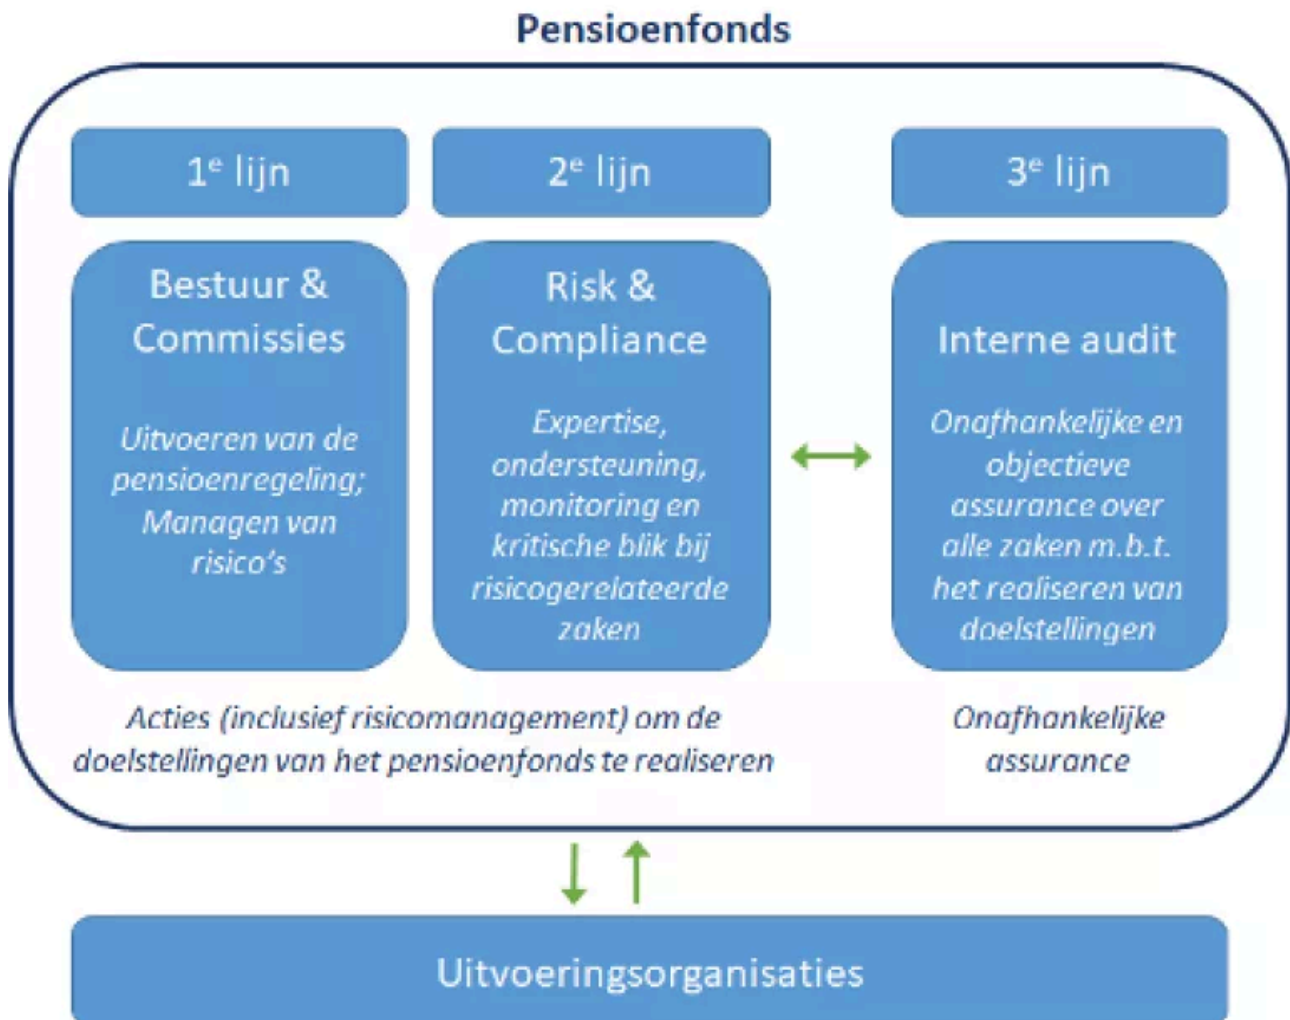 Pensioenfonds
1e lijn
2e lijn
3e lijn
Bestuur &
Commissies
Uitvoeren van de
pensioenregeling;
Managen van
risico's
Risk &
Compliance
Expertise,
ondersteuning,
monitoring en
kritische blik bij
risicogerelateerde
zaken
Interne audit
Onafhankelijke en
objectieve
assurance over
alle zaken m.b.t.
het realiseren van
doelstellingen
Acties (inclusief risicomanagement) om de
doelstellingen van het pensioenfonds te realiseren
Onafhankelijke
assurance
Uitvoeringsorganisaties